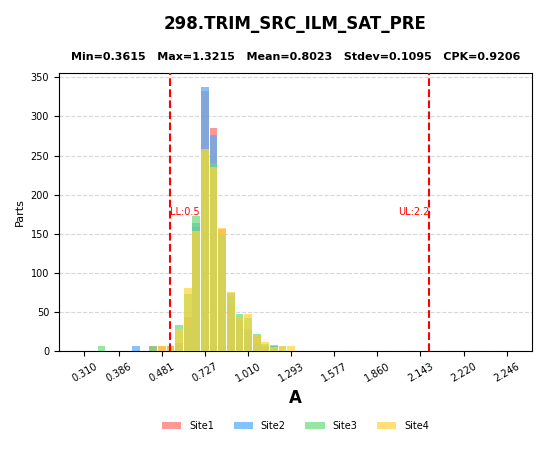 298.TRIM_SRC_ILM_SAT_PRE
Min=0.3615 Max=1.3215 Mean=0.8023 Stdev=0.1095 CPK=0.9206
350
300
250
200
150
100
50
0
Parts
LL:0.5
UL:2.2
0.310 0.386 0.481 0.727 1.010 1.293 1.577 1.860 2.143 2.220 2.246
A
Site1 Site2 Site3 Site4